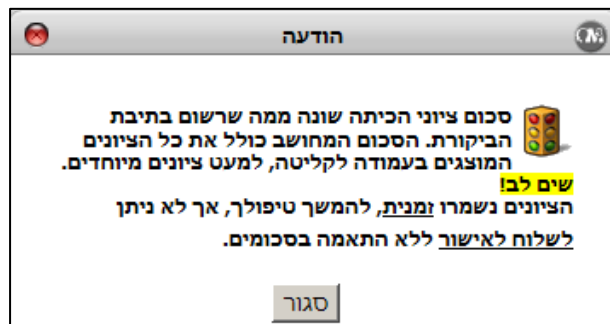 הודעה
סכום ציוני הכיתה שונה ממה שרשום בתיבת
הביקורת. הסכום המחושב כולל את כל הציונים
המוצגים בעמודה לקליטה, למעט ציונים מיוחדים.
שים לב!
הציונים נשמרו זמנית, להמשך טיפולך, אך לא ניתן
לשלוח לאישור ללא התאמה בסכומים.
סגור